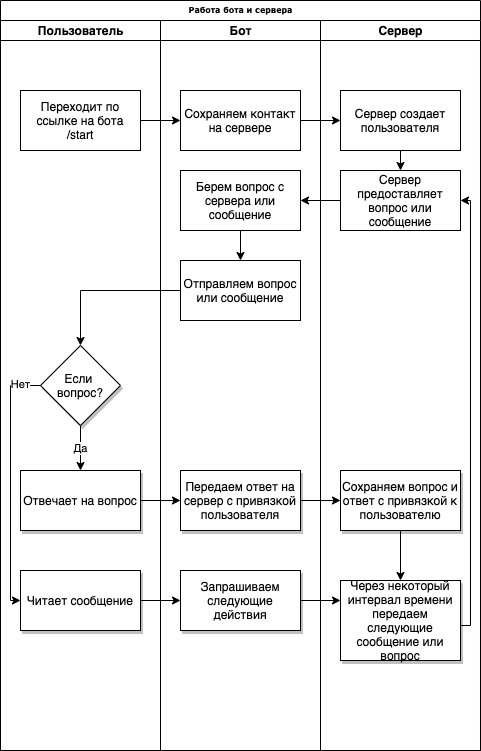 Работа бота и сервера
Пользователь
Бот
Сервер
Переходит по
ссылке на бота
/start
Сохраняем контакт
на сервере
Сервер создает
пользователя
Берем вопрос с
сервера или
сообщение
Сервер
предоставляет
вопрос или
сообщение
Отправляем вопрос
или сообщение
Если
вопрос?
Нет
Да
Отвечает на вопрос
Передаем ответ на
сервер с привязкой
пользователя
Сохраняем вопрос и
ответ с привязкой к
пользователю
Читает сообщение
Запрашиваем
следующие
действия
Через некоторый
интервал времени
передаем
следующие
сообщение или
вопрос